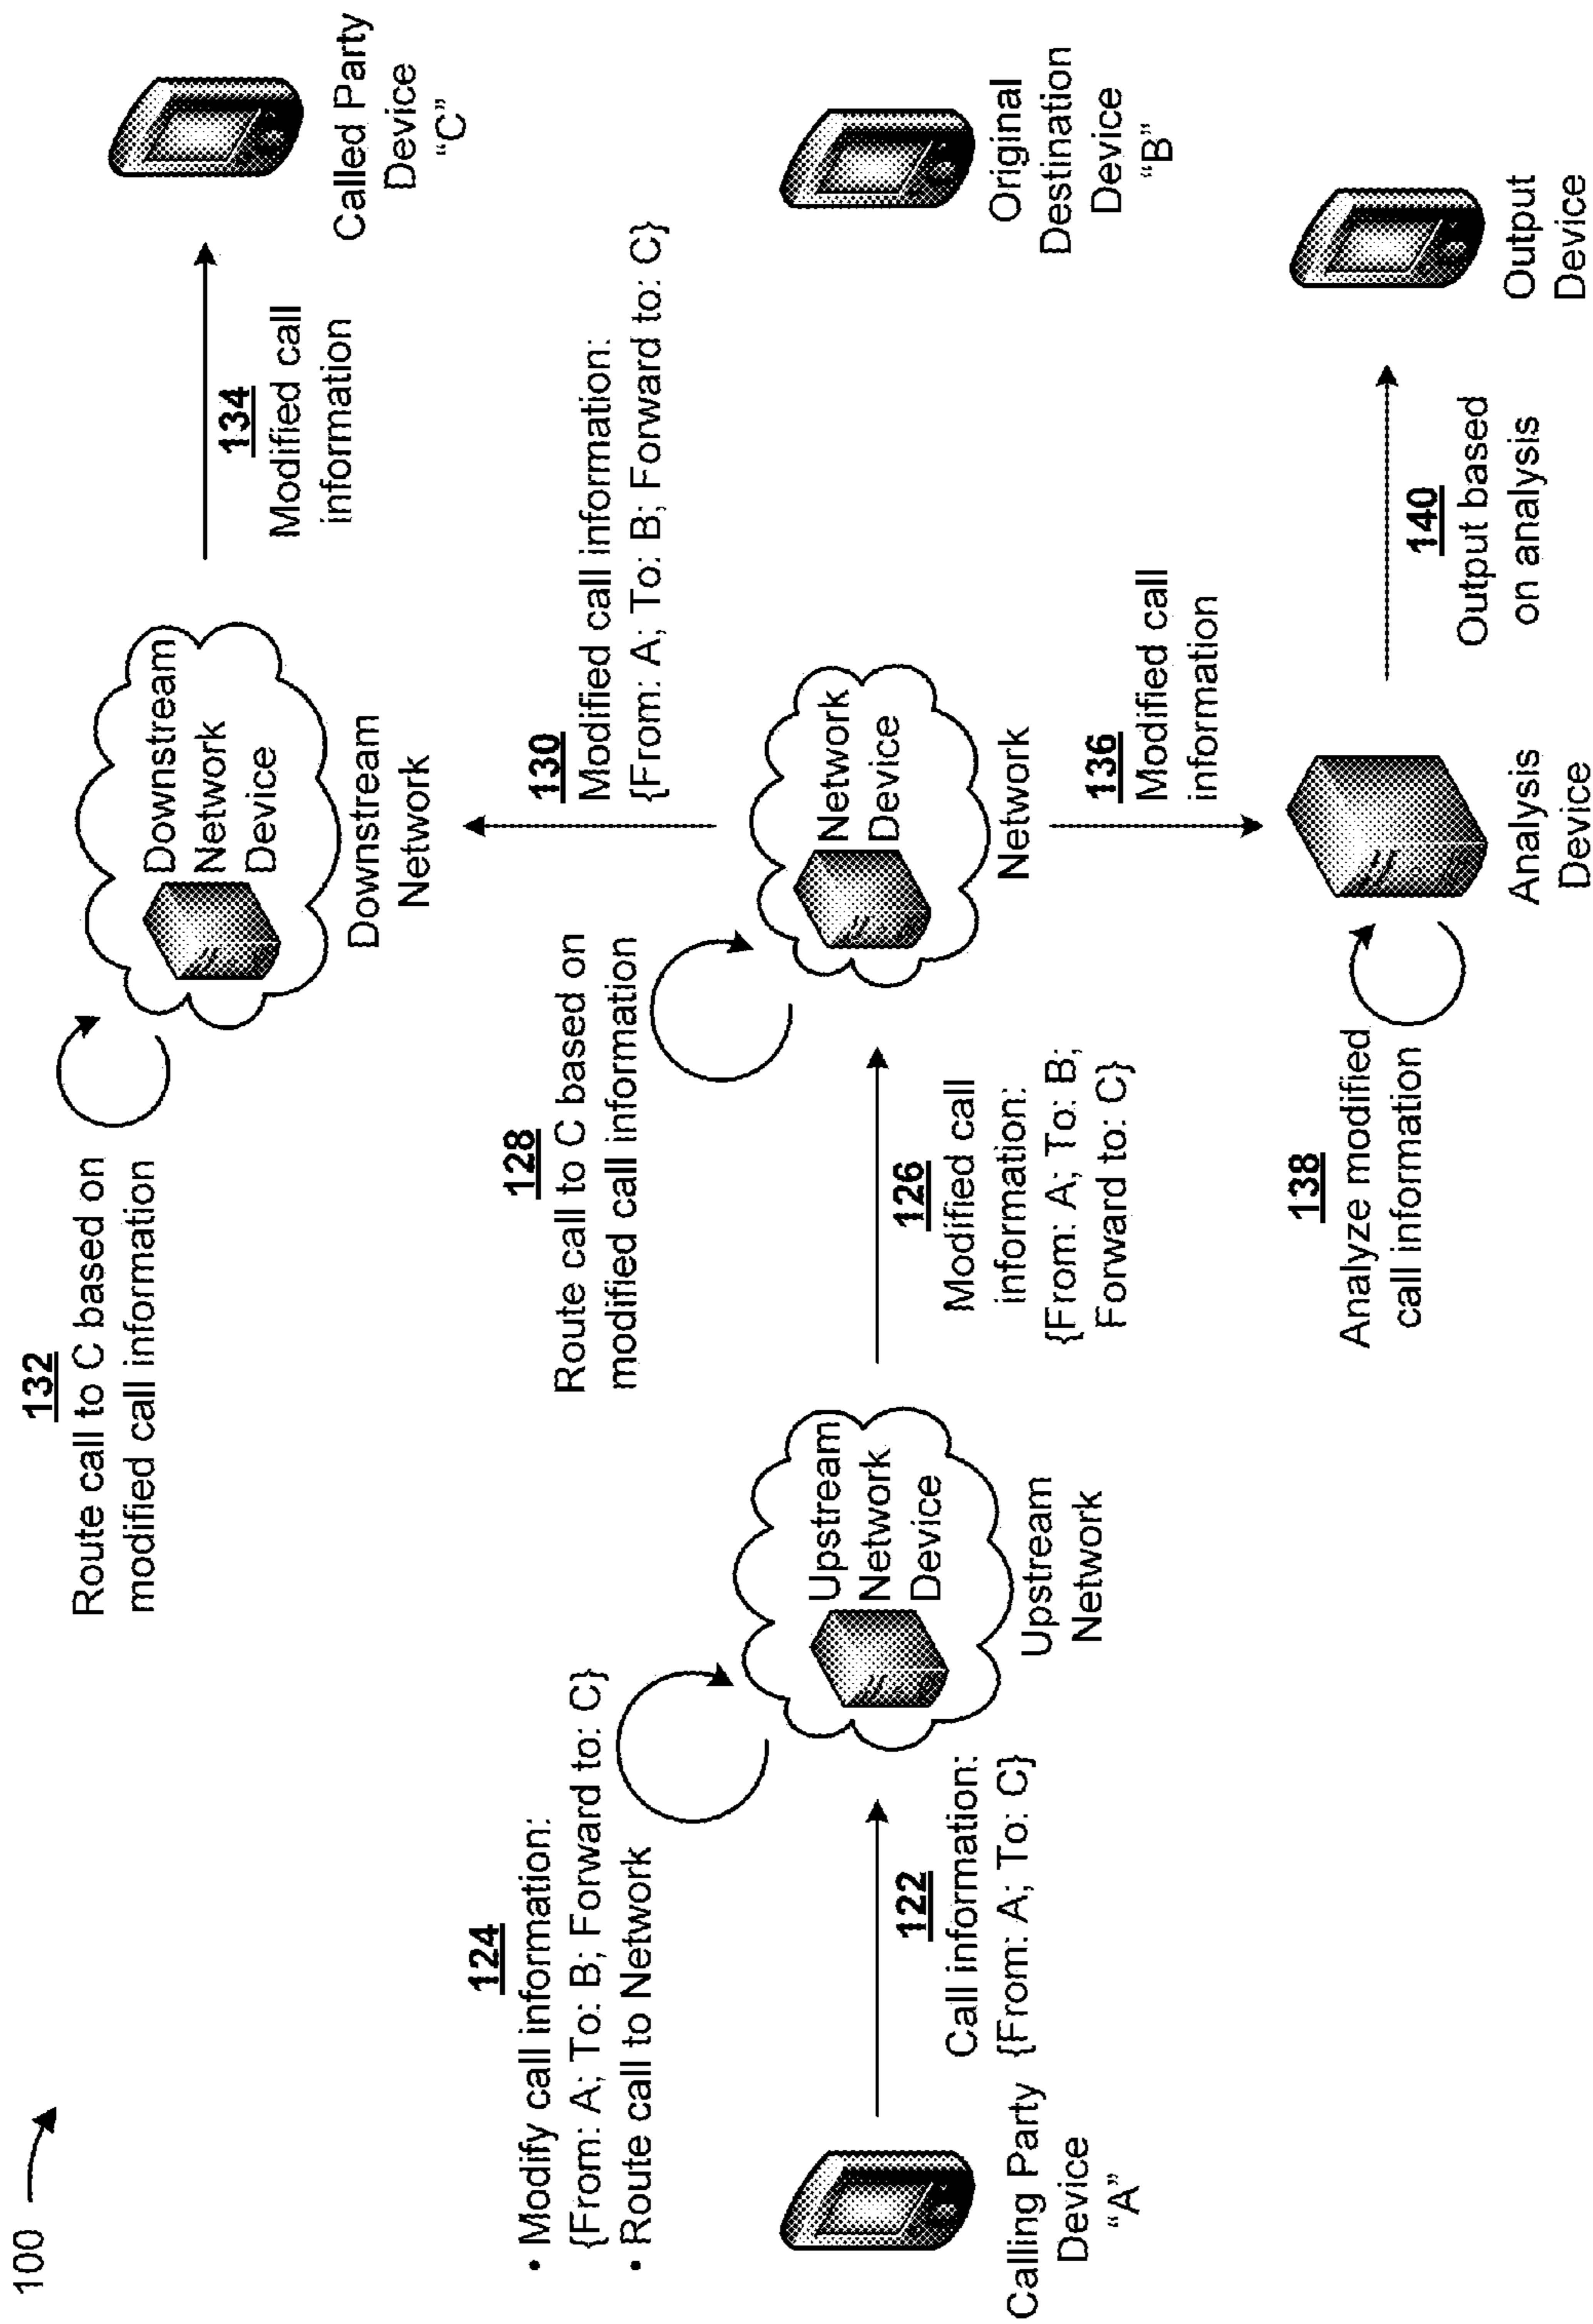 100
132
Route call to C based on
modified call information
Downstream
Network
Device
Downstream
Network
134
Modified call
information
Called Party
Device
“C”
124
• Modify call information:
{From: A; To: B; Forward to: C}
• Route call to Network
128
Route call to C based on
modified call information
130
Modified call information:
{From: A; To: B; Forward to: C}
Calling Party
Device
“A”
122
Call information:
{From: A; To: C}
Upstream
Network
Device
Upstream
Network
126
Modified call
information:
{From: A; To: B;
Forward to: C}
Network
Device
Network
Original
Destination
Device
“B”
136
Modified call
information
138
Analyze modified
call information
Analysis
Device
140
Output based
on analysis
Output
Device